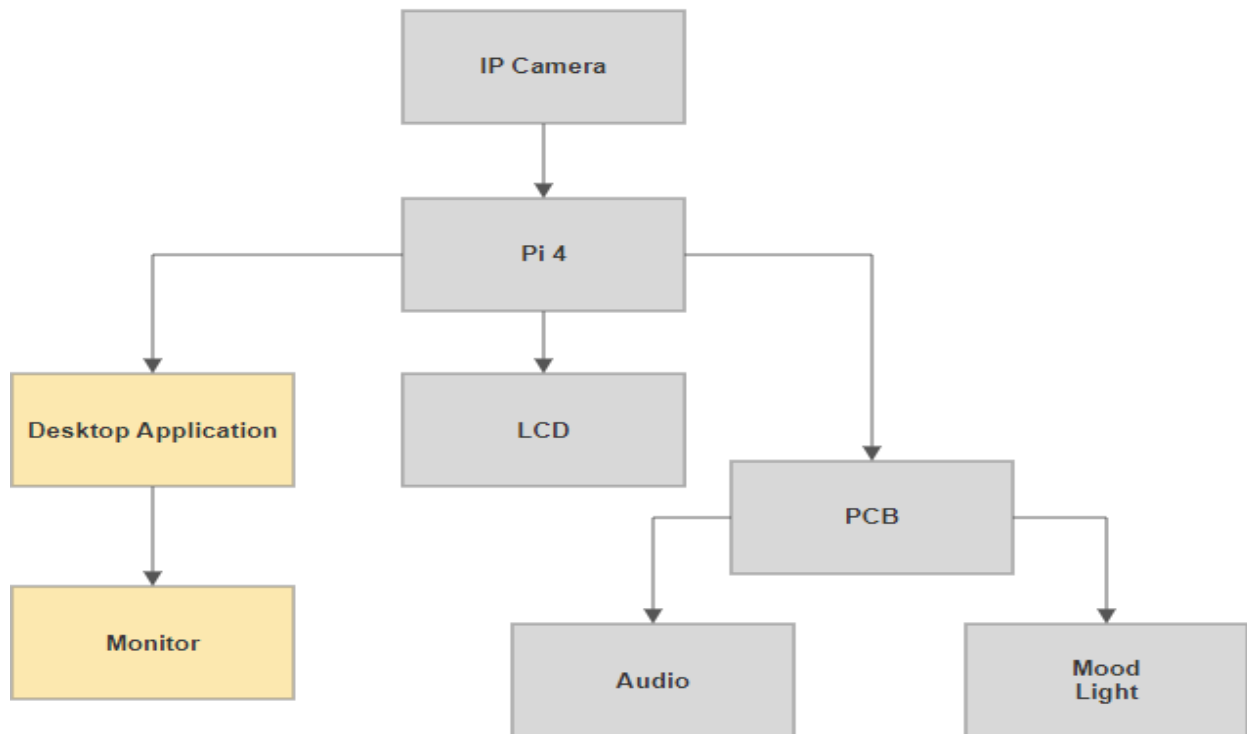 IP Camera
Pi 4
Desktop Application
LCD
PCB
Monitor
Audio
Mood
Light